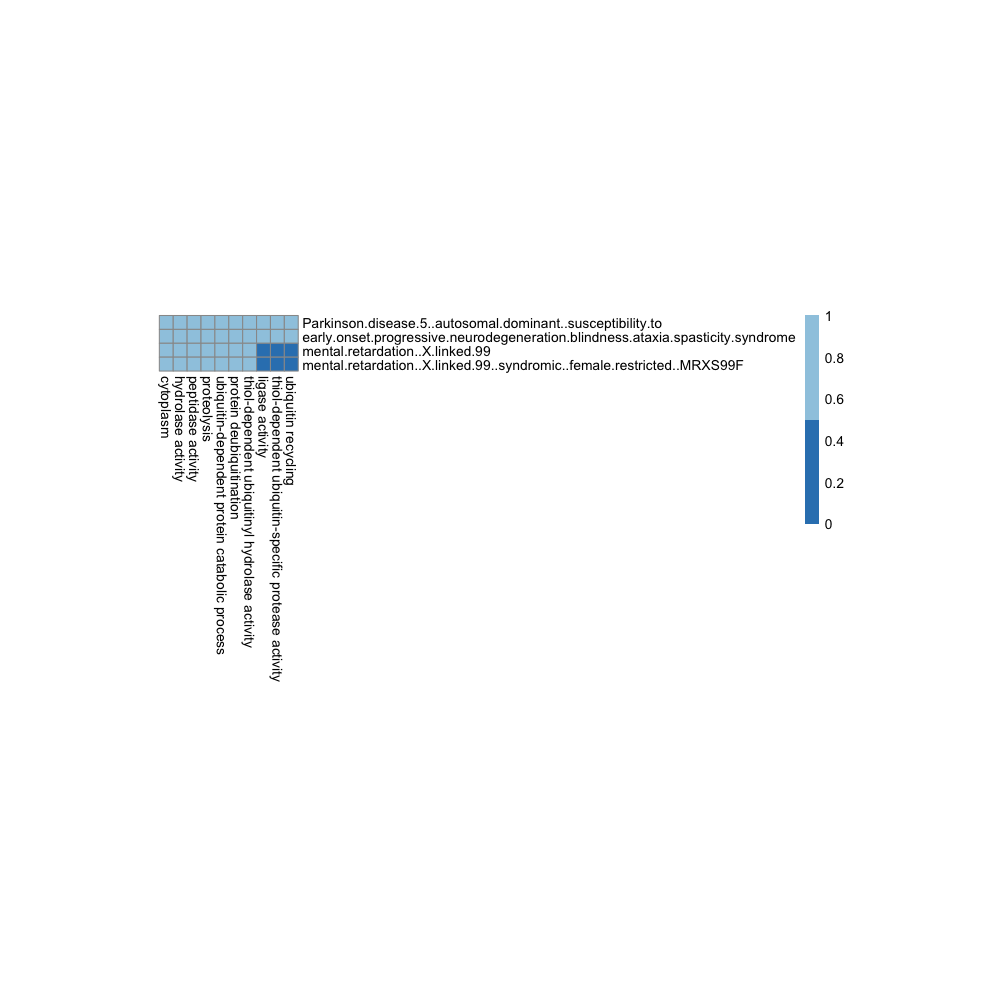 Parkinson.disease.5..autosomal.dominant..susceptibility.to
early.onset.progressive.neurodegeneration.blindness.ataxia.spasticity.syndrome
mental.retardation..X.linked.99
mental.retardation..X.linked.99..syndromic..female.restricted..MRXS99F
cytoplasm
hydrolase activity
peptidase activity
proteolysis
ubiquitin-dependent protein catabolic process
protein deubiquitination
thiol-dependent ubiquitinyl hydrolase activity
ligase activity
thiol-dependent ubiquitin-specific protease activity
ubiquitin recycling
1
0.8
0.6
0.4
0.2
0